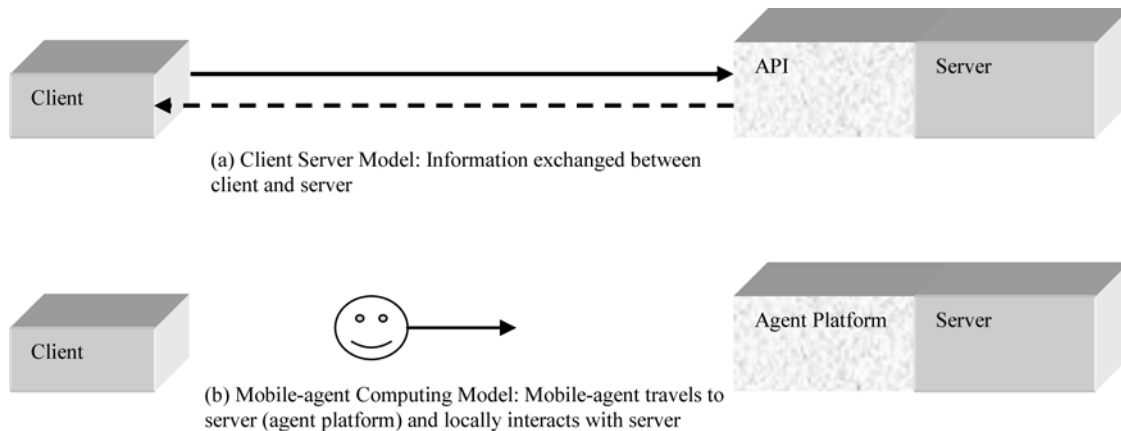 Client
API
Server
(a) Client Server Model: Information exchanged between
client and server
Client
Agent Platform
Server
(b) Mobile-agent Computing Model: Mobile-agent travels to
server (agent platform) and locally interacts with server